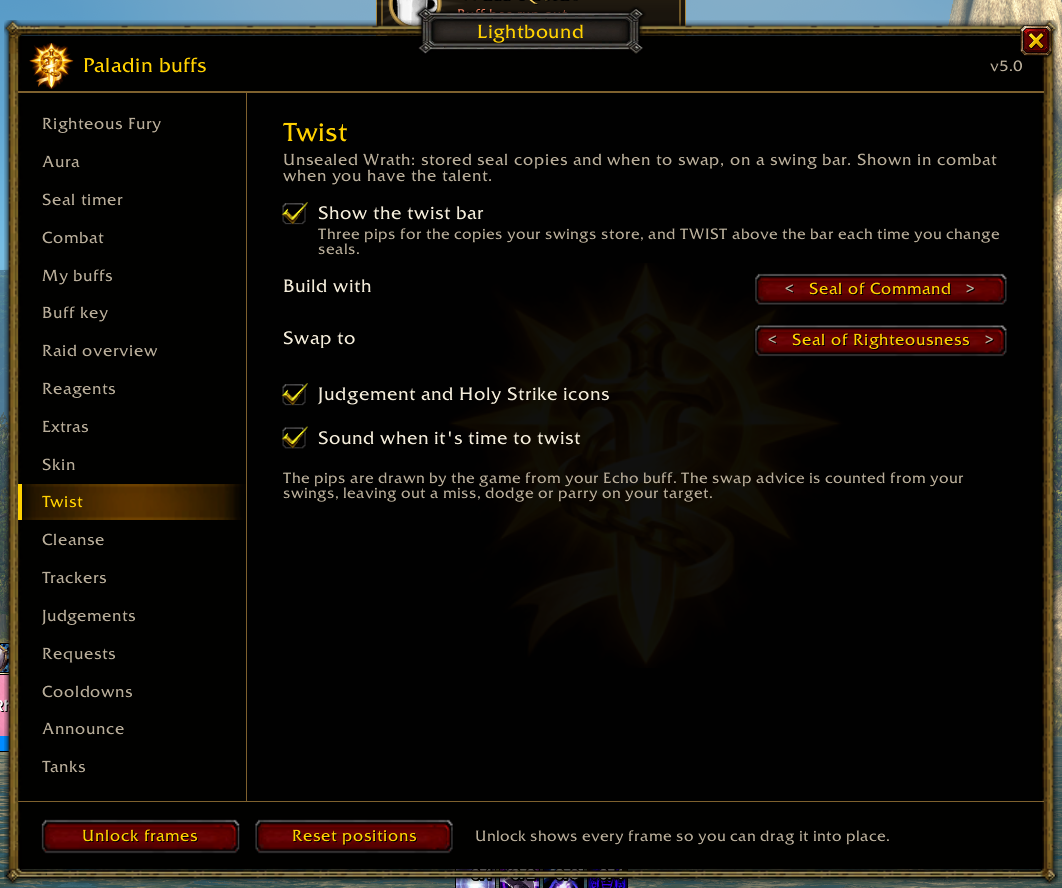 Lightbound
Paladin buffs
v5.0
Righteous Fury
Aura
Seal timer
Combat
My buffs
Buff key
Raid overview
Reagents
Extras
Skin
Twist
Cleanse
Trackers
Judgements
Requests
Cooldowns
Announce
Tanks
Twist
Unsealed Wrath: stored seal copies and when to swap, on a swing bar. Shown in combat
when you have the talent.
Show the twist bar
Three pips for the copies your swings store, and TWIST above the bar each time you change
seals.
Build with
< Seal of Command >
Swap to
< Seal of Righteousness >
Judgement and Holy Strike icons
Sound when it's time to twist
The pips are drawn by the game from your Echo buff. The swap advice is counted from your
swings, leaving out a miss, dodge or parry on your target.
Unlock frames
Reset positions
Unlock shows every frame so you can drag it into place.